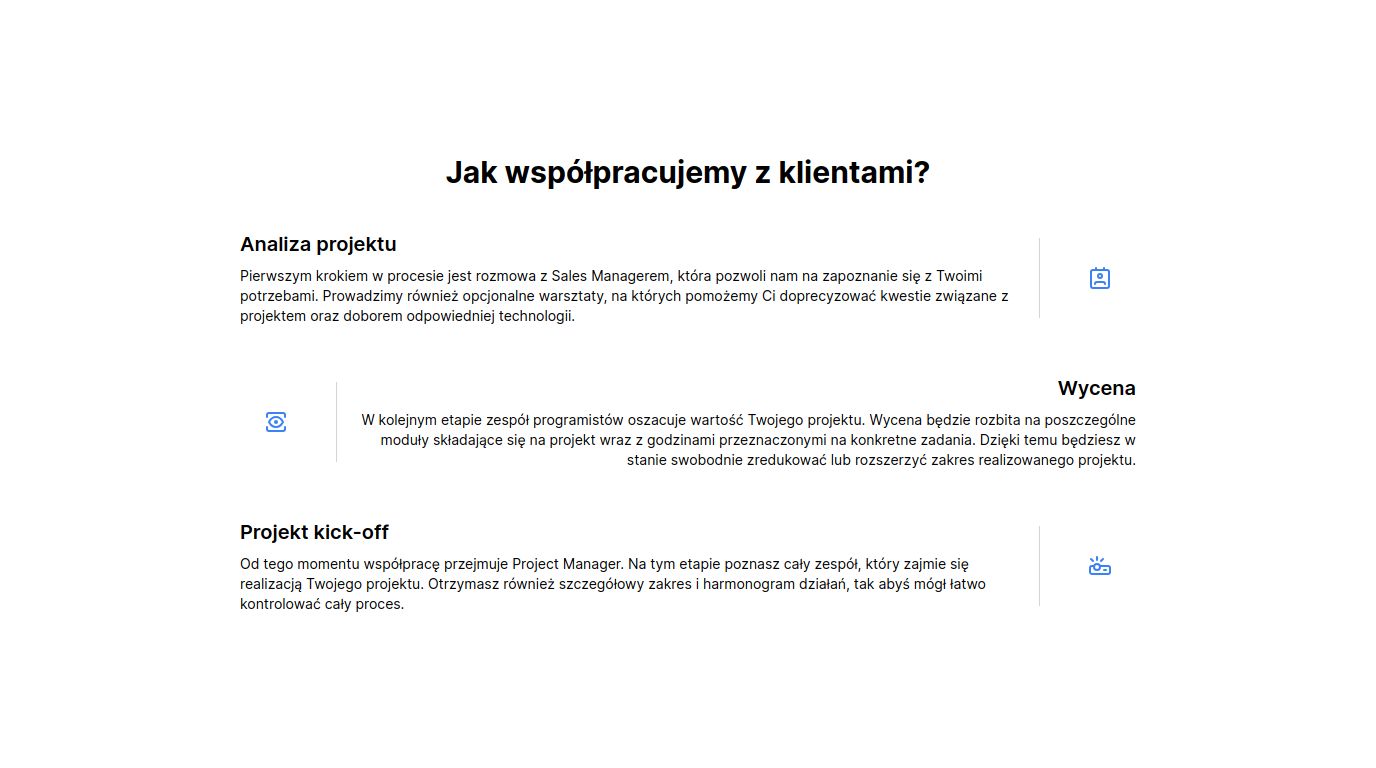 Jak współpracujemy z klientami?
Analiza projektu
Pierwszym krokiem w procesie jest rozmowa z Sales Managerem, która pozwoli nam na zapoznanie się z Twoimi
potrzebami. Prowadzimy również opcjonalne warsztaty, na których pomożemy Ci doprecyzować kwestie związane z
projektem oraz doborem odpowiedniej technologii.
Wycena
W kolejnym etapie zespół programistów oszacuje wartość Twojego projektu. Wycena będzie rozbita na poszczególne
moduły składające się na projekt wraz z godzinami przeznaczonymi na konkretne zadania. Dzięki temu będziesz w
stanie swobodnie zredukować lub rozszerzyć zakres realizowanego projektu.
Projekt kick-off
Od tego momentu współpracę przejmuje Project Manager. Na tym etapie poznasz cały zespół, który zajmie się
realizacją Twojego projektu. Otrzymasz również szczegółowy zakres i harmonogram działań, tak abyś mógł łatwo
kontrolować cały proces.